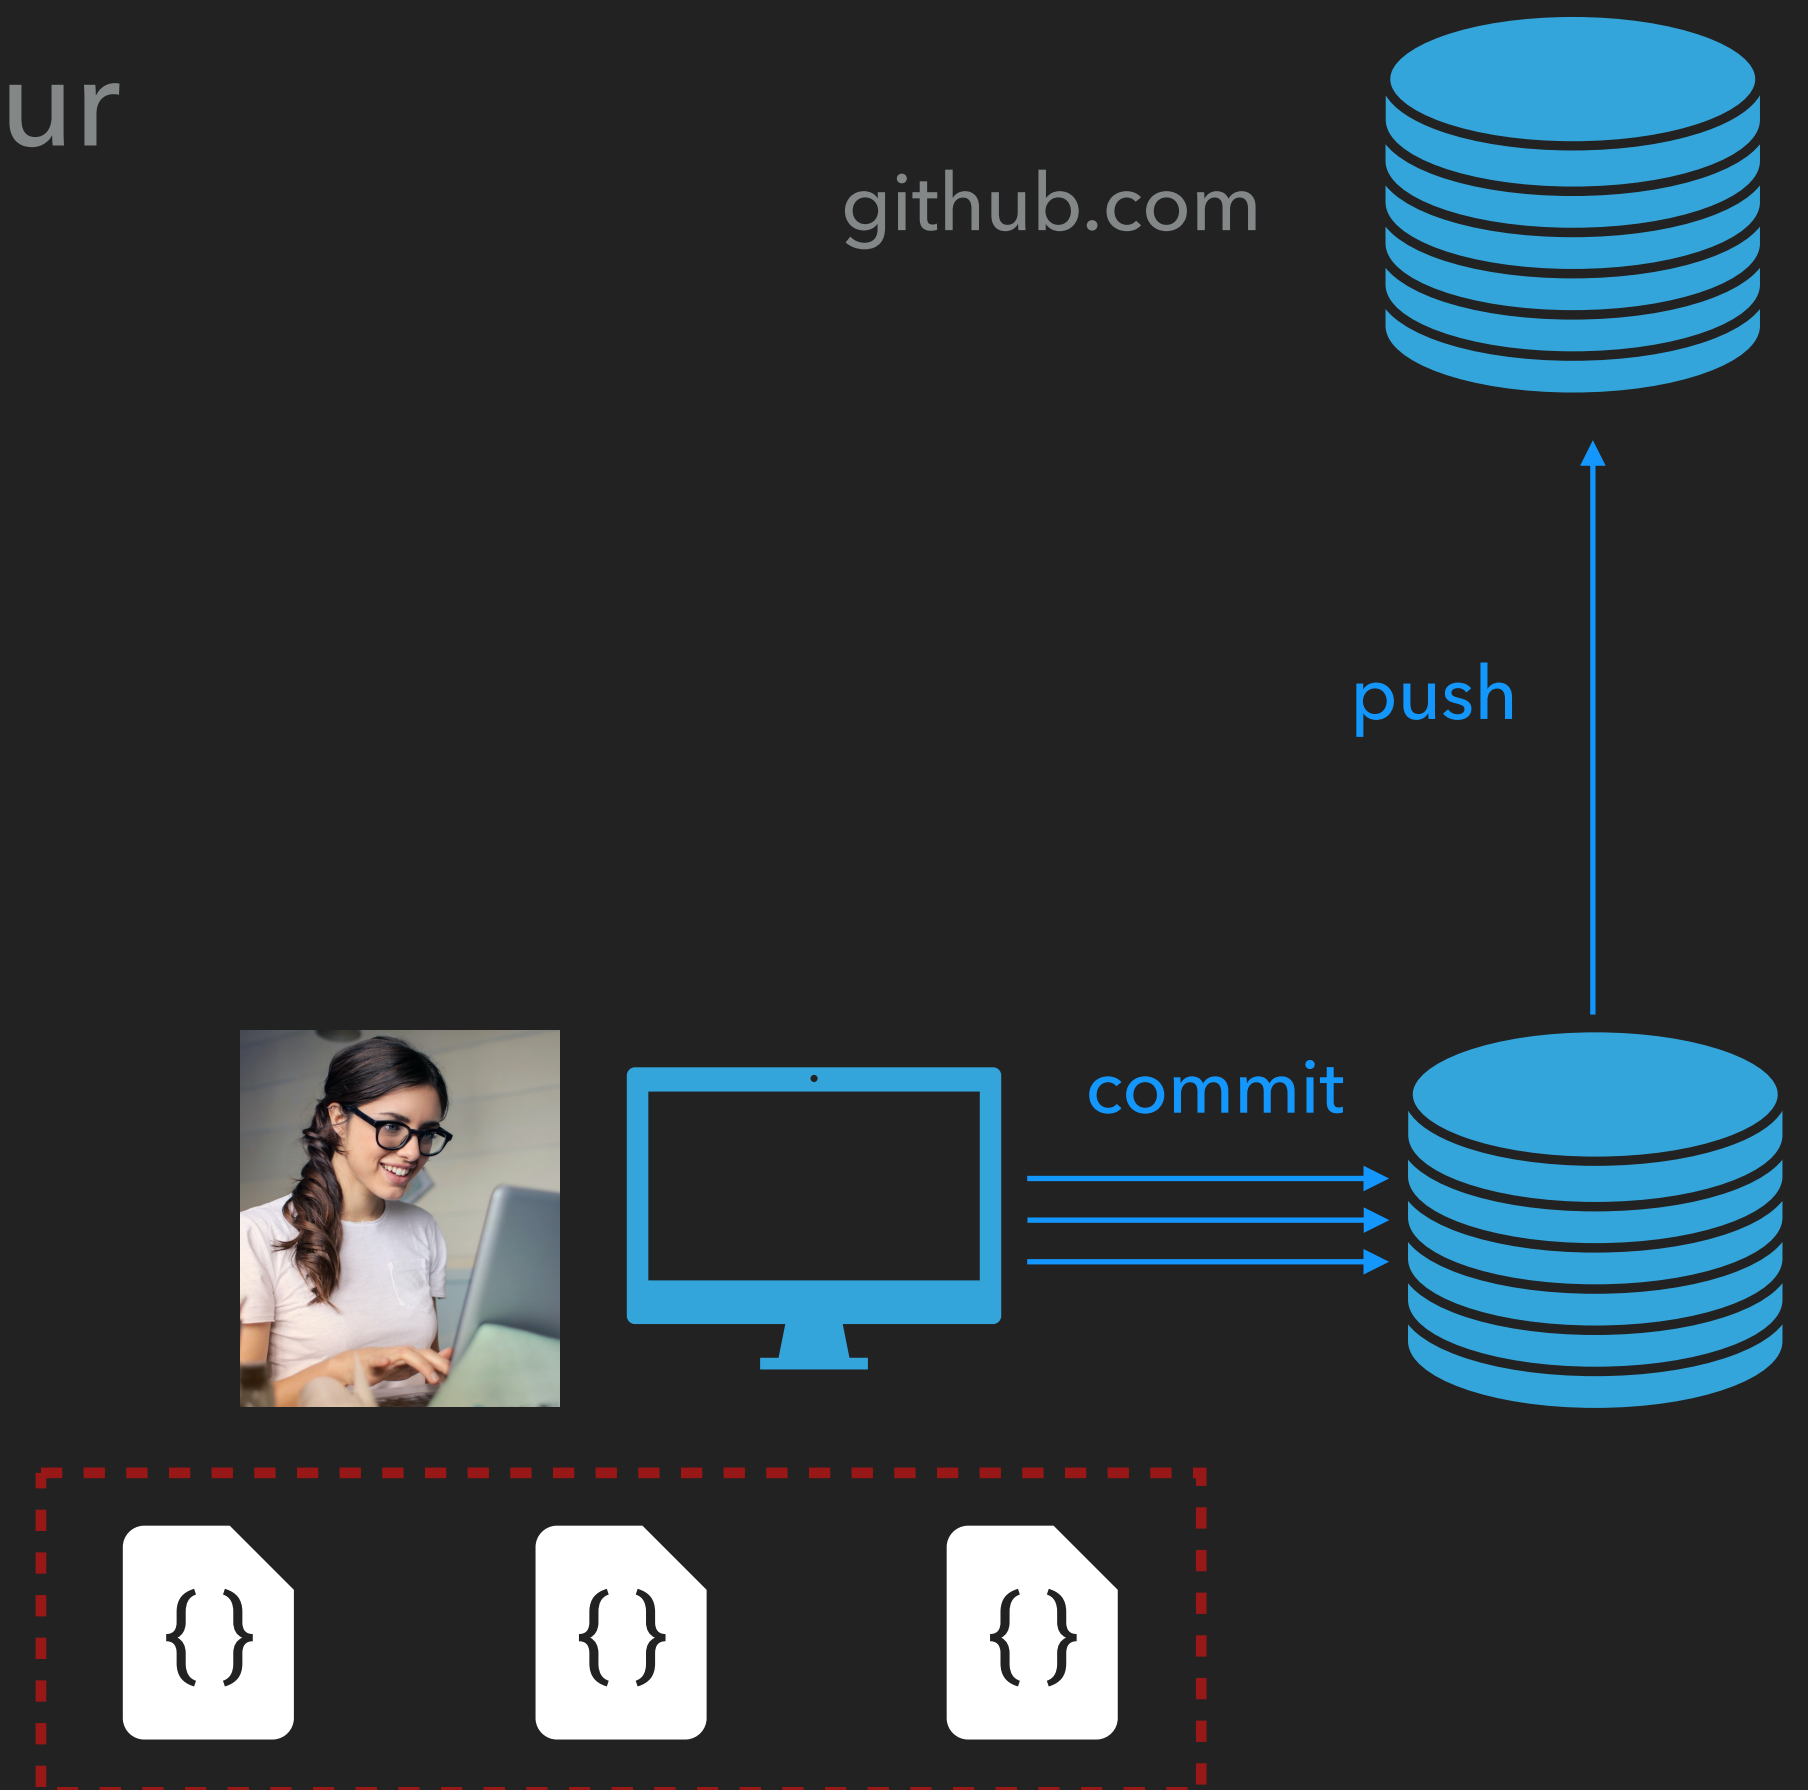 ur
github.com
push
commit
{ }
{ }
{ }